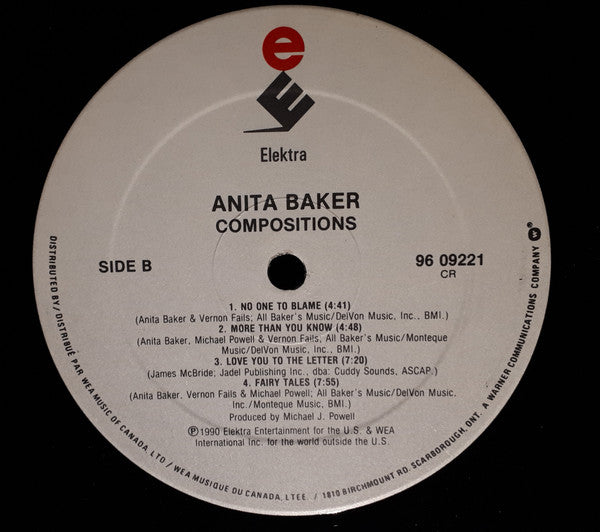 e
E
Elektra
ANITA BAKER
COMPOSITIONS
SIDE B
96 09221
CR
1. NO ONE TO BLAME (4:41)
(Anita Baker & Vernon Fails; All Baker's Music/DelVon Music, Inc., BMI.)
2. MORE THAN YOU KNOW (4:48)
(Anita Baker, Michael Powell & Vernon Fails, All Baker's Music/Monteque
Music/DelVon Music, Inc., BMI.)
3. LOVE YOU TO THE LETTER (7:20)
(James McBride; Jadel Publishing Inc., dba: Cuddy Sounds, ASCAP.)
4. FAIRY TALES (7:55)
(Anita Baker, Vernon Fails & Michael Powell; All Baker's Music/DelVon Music.
Inc./Monteque Music, BMI.)
Produced by Michael J. Powell
Ⓟ1990 Elektra Entertainment for the U.S. & WEA
International Inc. for the world outside the U.S.
DISTRIBUTED BY/DISTRIBUÉ PAR WEA MUSIC OF CANADA, LTD / WEA MUSIQUE DU CANADA, LTEE. / 1810 BIRCHMOUNT RD. SCARBOROUGH, ONT. A WARNER COMMUNICATIONS COMPANY